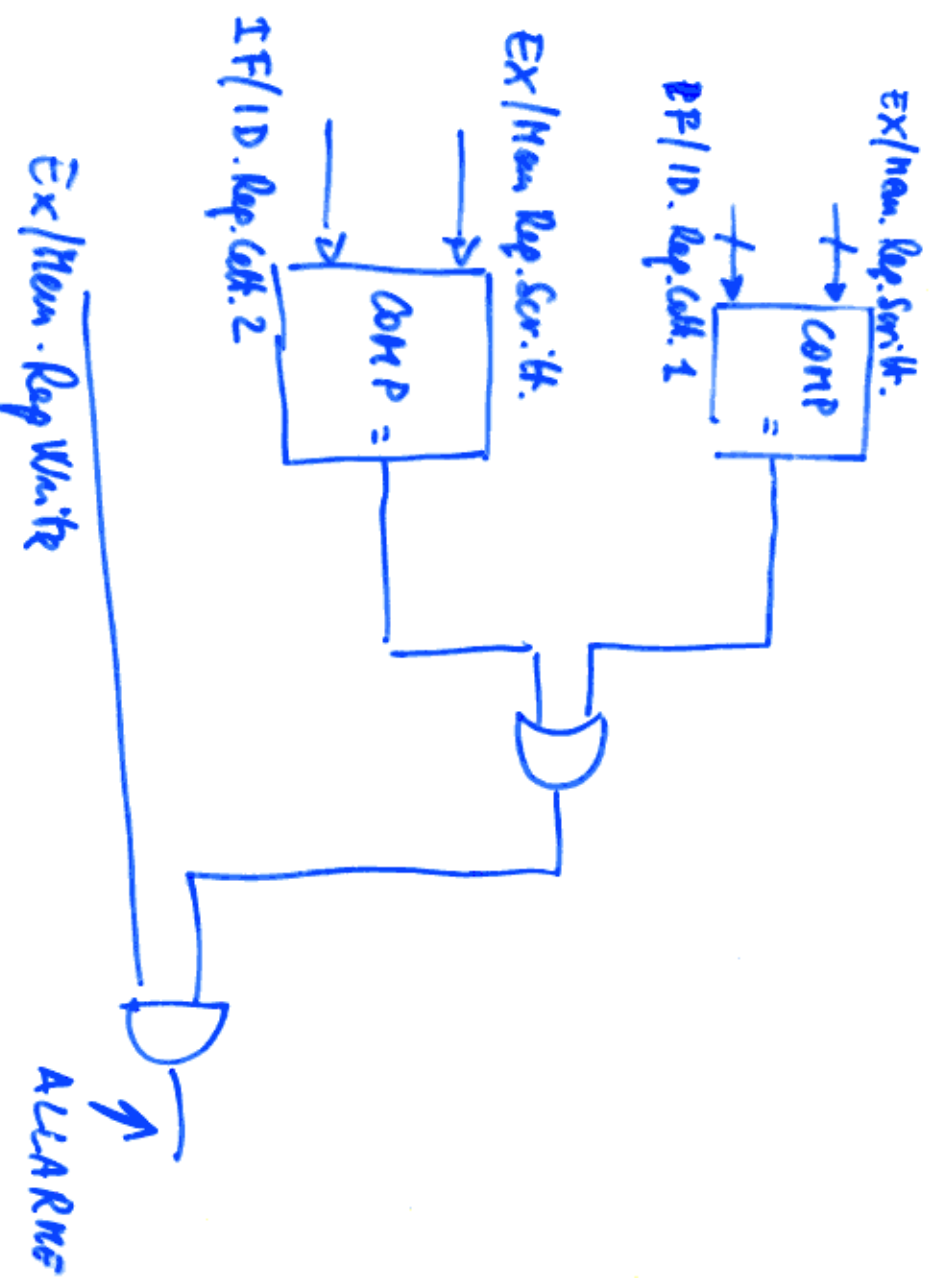 EX/Mem. Reg.Scritt.
COMP
=
IF/ID. Reg.Lett. 1
EX/Mem Reg.Scritt.
COMP =
IF/ID.Reg.Lett. 2
Ex/Mem. Reg Write
ALLARME